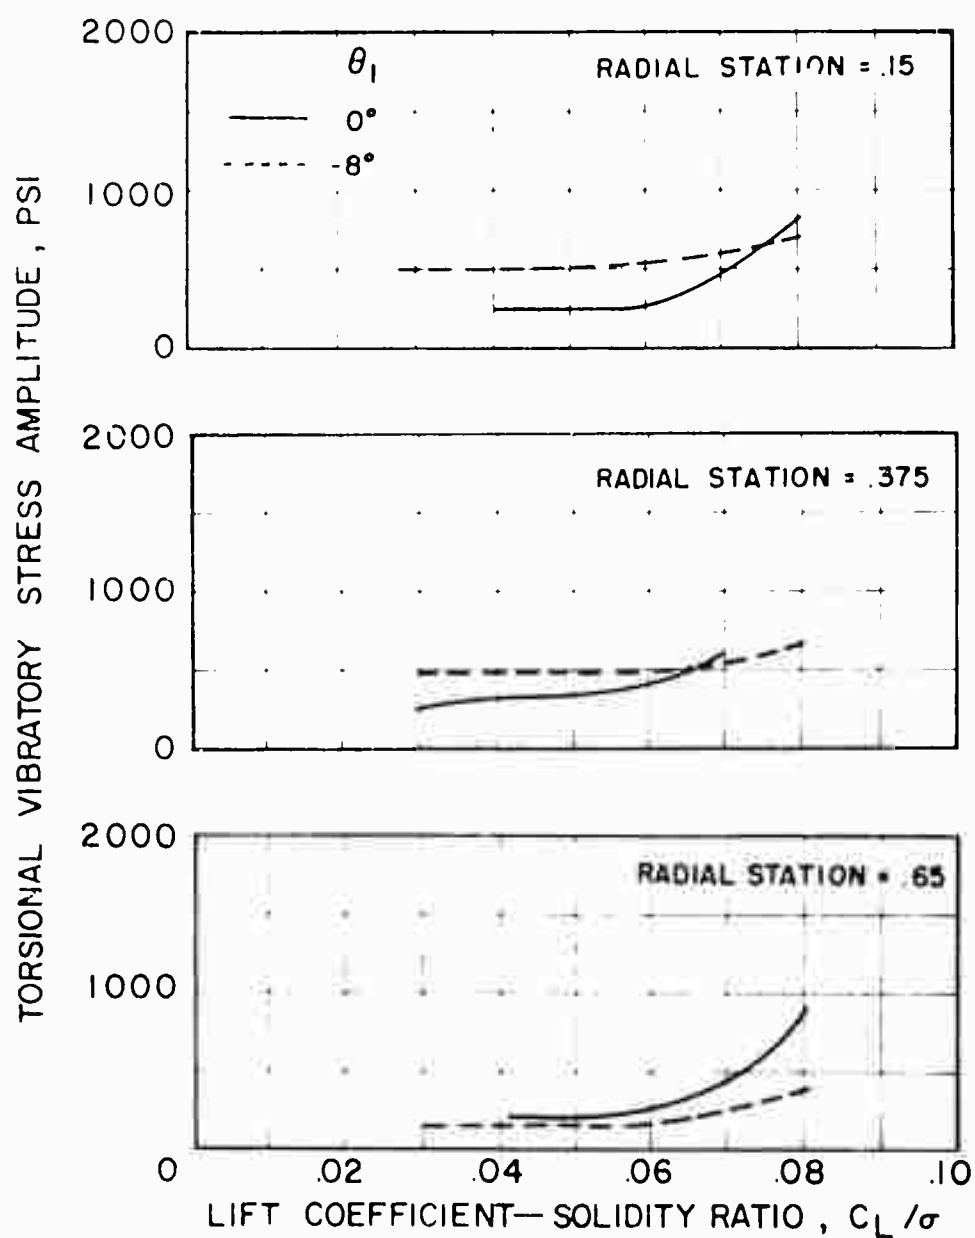 TORSIONAL VIBRATORY STRESS AMPLITUDE, PSI
2000
1000
0
θ1
0°
-8°
RADIAL STATION = .15
2000
1000
0
RADIAL STATION = .375
2000
1000
0
RADIAL STATION = .65
.02 .04 .06 .08 .10
LIFT COEFFICIENT—SOLIDITY RATIO, CL/σ